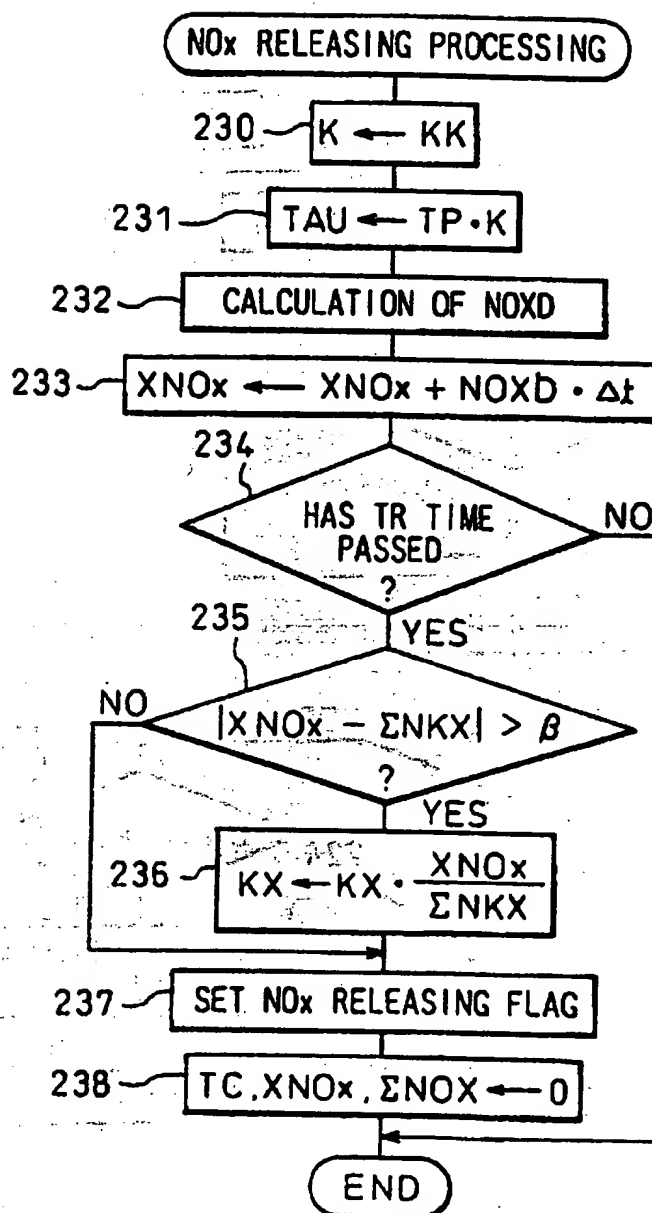 NOx RELEASING PROCESSING
230
K ← KK
231
TAU ← TP・K
232
CALCULATION OF NOXD
233
XNOx ← XNOx + NOXD・Δt
234
HAS TR TIME
PASSED
?
NO
YES
235
NO
|XNOx - ΣNKX| > β
?
YES
236
KX ← KX・XNOx
ΣNKX
237
SET NOx RELEASING FLAG
238
TC, XNOx, ΣNOX ← 0
END